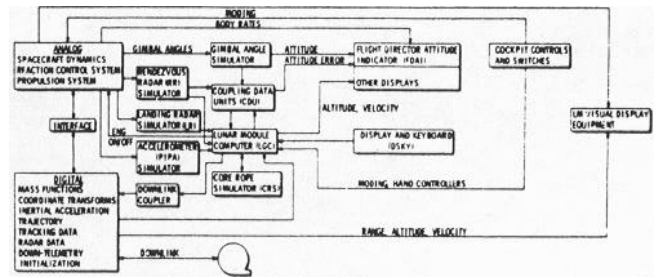 MODING
BODY RATES
ANALOG
SPACECRAFT DYNAMICS
REACTION CONTROL SYSTEM
PROPULSION SYSTEM
GIMBAL ANGLES
GIMBAL ANGLE
SIMULATOR
ATTITUDE
ATTITUDE ERROR
FLIGHT DIRECTOR ATTITUDE
INDICATOR (FDAI)
COCKPIT CONTROLS
AND SWITCHES
RENDEZVOUS
RADAR (RR)
SIMULATOR
COUPLING DATA
UNITS (CDU)
OTHER DISPLAYS
ALTITUDE, VELOCITY
LANDING RADAR
SIMULATOR (LR)
INTERFACE
ENG
ON/OFF
LUNAR MODULE
COMPUTER (LGC)
DISPLAY AND KEYBOARD
(DSKY)
LM VISUAL DISPLAY
EQUIPMENT
ACCELEROMETER
(PIPA)
SIMULATOR
DIGITAL
MASS FUNCTIONS
COORDINATE TRANSFORMS
INERTIAL ACCELERATION
TRAJECTORY
TRACKING DATA
RADAR DATA
DOWN-TELEMETRY
INITIALIZATION
DOWNLINK
COUPLER
CORE ROPE
SIMULATOR (CRS)
MODING, HAND CONTROLLERS
RANGE, ALTITUDE, VELOCITY
DOWNLINK